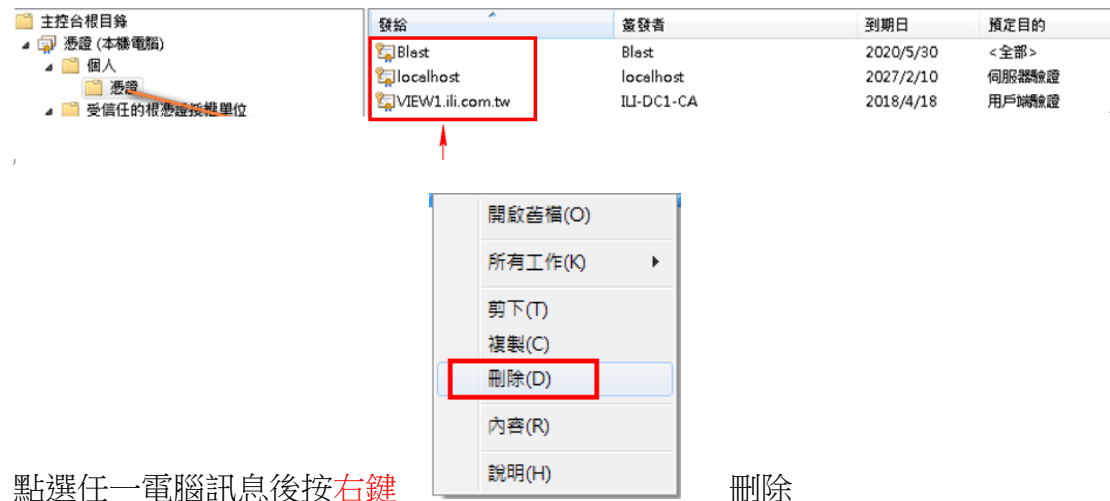 主控台根目錄
憑證 (本機電腦)
個人
憑證
受信任的根憑證授權單位
發給 簽發者 到期日 預定目的
Blast Blast 2020/5/30 <全部>
localhost localhost 2027/2/10 伺服器驗證
VIEW1.ili.com.tw ILI-DC1-CA 2018/4/18 用戶端驗證
,
開啟舊檔(O)
所有工作(K)
剪下(T)
複製(C)
刪除(D)
內容(R)
說明(H)
點選任一電腦訊息後按右鍵 刪除